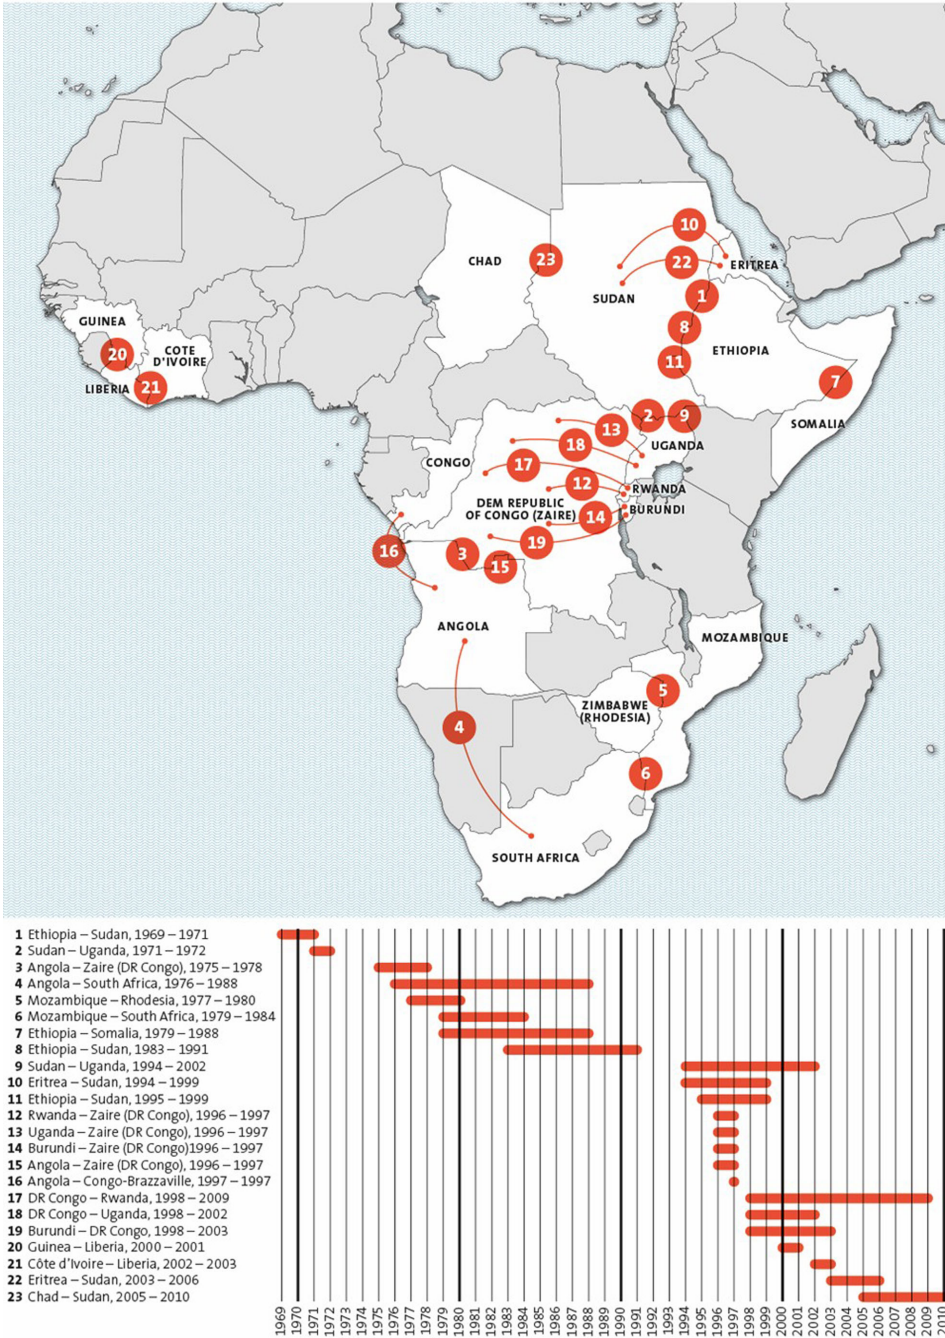 10
23
CHAD
22
ERITREA
1
SUDAN
GUINEA
8
20
COTE
D'IVOIRE
ETHIOPIA
11
LIBERIA
21
7
2
9
SOMALIA
13
18
UGANDA
CONGO
17
12
RWANDA
DEM REPUBLIC
OF CONGO (ZAIRE)
14
BURUNDI
19
16
3
15
ANGOLA
MOZAMBIQUE
5
ZIMBABWE
(RHODESIA)
4
6
SOUTH AFRICA
1 Ethiopia – Sudan, 1969 – 1971
2 Sudan – Uganda, 1971 – 1972
3 Angola – Zaire (DR Congo), 1975 – 1978
4 Angola – South Africa, 1976 – 1988
5 Mozambique – Rhodesia, 1977 – 1980
6 Mozambique – South Africa, 1979 – 1984
7 Ethiopia – Somalia, 1979 – 1988
8 Ethiopia – Sudan, 1983 – 1991
9 Sudan – Uganda, 1994 – 2002
10 Eritrea – Sudan, 1994 – 1999
11 Ethiopia – Sudan, 1995 – 1999
12 Rwanda – Zaire (DR Congo), 1996 – 1997
13 Uganda – Zaire (DR Congo), 1996 – 1997
14 Burundi – Zaire (DR Congo)1996 – 1997
15 Angola – Zaire (DR Congo), 1996 – 1997
16 Angola – Congo-Brazzaville, 1997 – 1997
17 DR Congo – Rwanda, 1998 – 2009
18 DR Congo – Uganda, 1998 – 2002
19 Burundi – DR Congo, 1998 – 2003
20 Guinea – Liberia, 2000 – 2001
21 Côte d'Ivoire – Liberia, 2002 – 2003
22 Eritrea – Sudan, 2003 – 2006
23 Chad – Sudan, 2005 – 2010
1969 1970 1971 1972 1973 1974 1975 1976 1977 1978 1979 1980 1981 1982 1983 1984 1985 1986 1987 1988 1989 1990 1991 1992 1993 1994 1995 1996 1997 1998 1999 2000 2001 2002 2003 2004 2005 2006 2007 2008 2009 2010